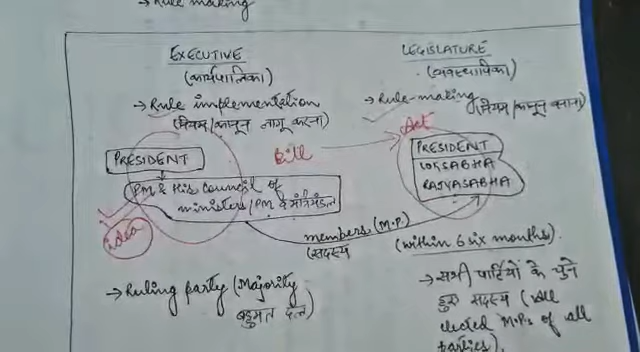 → Rule making
EXECUTIVE
(कार्यपालिका)
→ Rule implementation
(नियम/कानून लागू करना)
PRESIDENT
PM & His Council of
ministers/PM व मंत्रिमंडल
idea
Bill
members (M.P.)
(सदस्य
→ Ruling party (Majority
बहुमत दल)
LEGISLATURE
(व्यवस्थापिका)
→ Rule-making
(नियम/कानून बनाना)
Act
PRESIDENT
LOKSABHA
RAJYASABHA
(within 6 six months).
→ सभी पार्टियों के चुने
हुए सदस्य (all
elected M.P.s of all
parties).